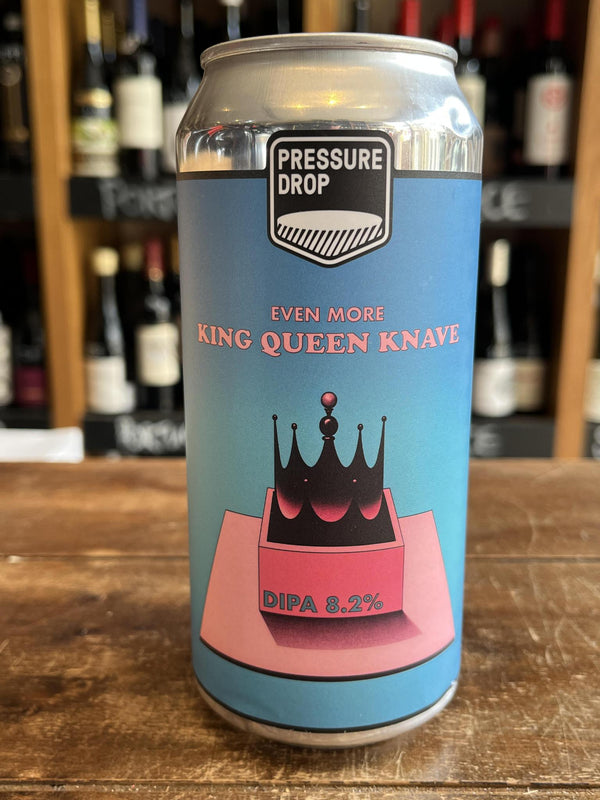 PRESSURE
DROP
EVEN MORE
KING QUEEN KNAVE
DIPA 8.2%